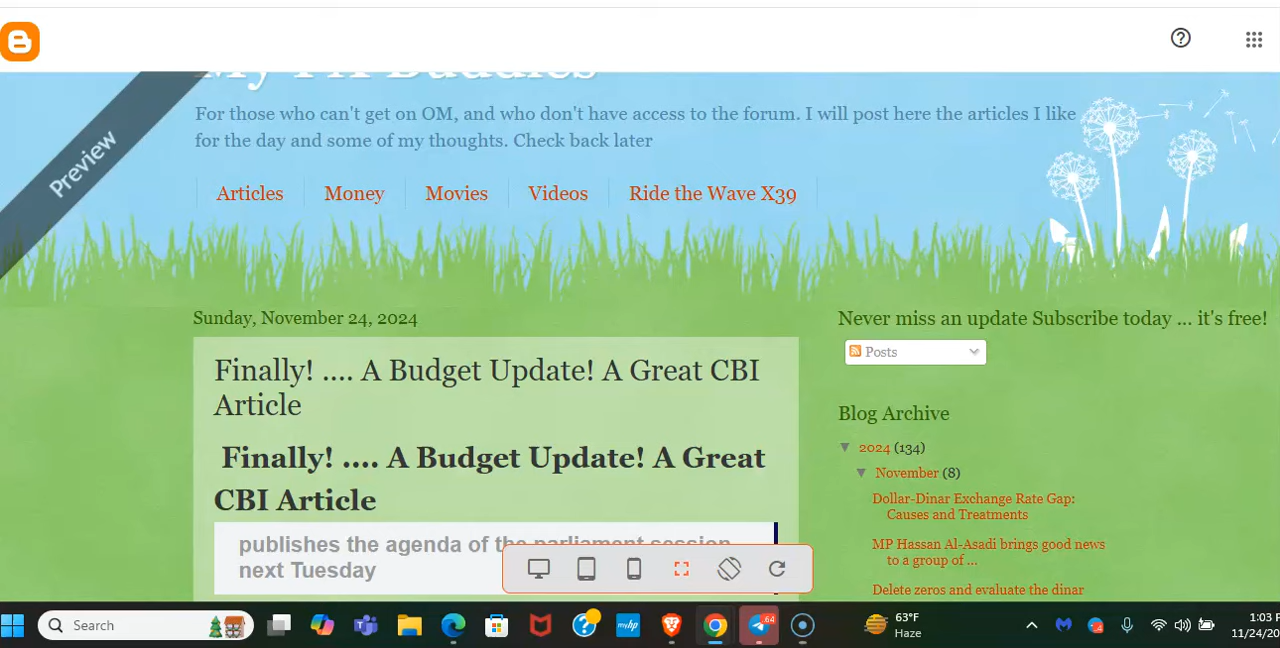 My FX Buddies
For those who can't get on OM, and who don't have access to the forum. I will post here the articles I like
for the day and some of my thoughts. Check back later
Preview
Articles Money Movies Videos Ride the Wave X39
Sunday, November 24, 2024
Finally! .... A Budget Update! A Great CBI
Article
Finally! .... A Budget Update! A Great
CBI Article
publishes the agenda of the parliament session
next Tuesday
Never miss an update Subscribe today ... it's free!
Posts
Blog Archive
▼ 2024 (134)
▼ November (8)
Dollar-Dinar Exchange Rate Gap:
Causes and Treatments
MP Hassan Al-Asadi brings good news
to a group of ...
Delete zeros and evaluate the dinar
Search
myhp
64
63°F
Haze
1:03 P
11/24/20